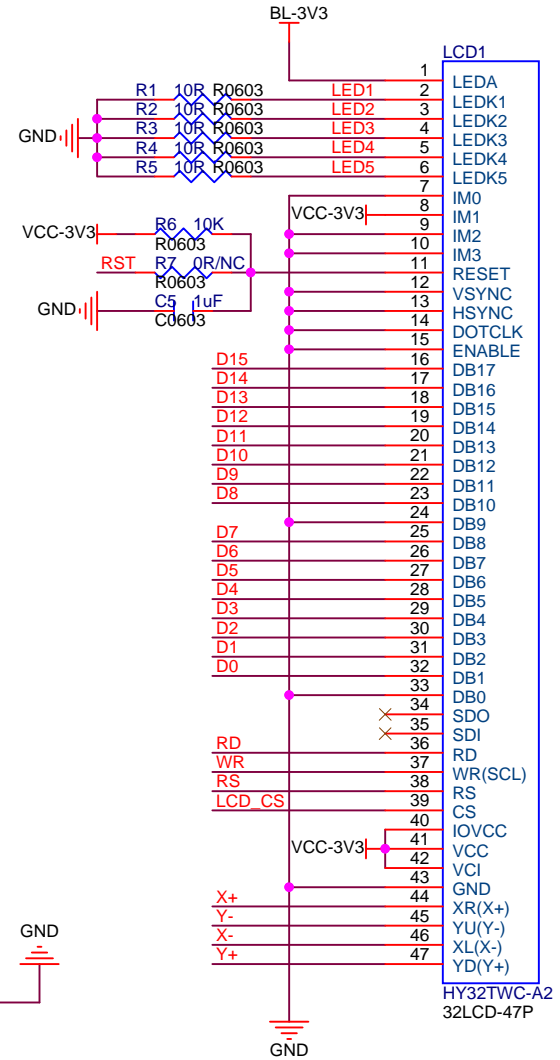 BL-3V3
LCD1
1 LEDA
R1 10R R0603 LED1 2 LEDK1
R2 10R R0603 LED2 3 LEDK2
GND R3 10R R0603 LED3 4 LEDK3
R4 10R R0603 LED4 5 LEDK4
R5 10R R0603 LED5 6 LEDK5
7 IM0
VCC-3V3 8 IM1
VCC-3V3 R6 10K 9 IM2
R0603 10 IM3
RST R7 0R/NC 11 RESET
R0603 12 VSYNC
GND C5 1uF 13 HSYNC
C0603 14 DOTCLK
15 ENABLE
D15 16 DB17
D14 17 DB16
D13 18 DB15
D12 19 DB14
D11 20 DB13
D10 21 DB12
D9 22 DB11
D8 23 DB10
24 DB9
D7 25 DB8
D6 26 DB7
D5 27 DB6
D4 28 DB5
D3 29 DB4
D2 30 DB3
D1 31 DB2
D0 32 DB1
33 DB0
34 SDO
35 SDI
RD 36 RD
WR 37 WR(SCL)
RS 38 RS
LCD_CS 39 CS
40 IOVCC
VCC-3V3 41 VCC
42 VCI
43 GND
X+ 44 XR(X+)
Y- 45 YU(Y-)
X- 46 XL(X-)
Y+ 47 YD(Y+)
GND
HY32TWC-A2
32LCD-47P
GND